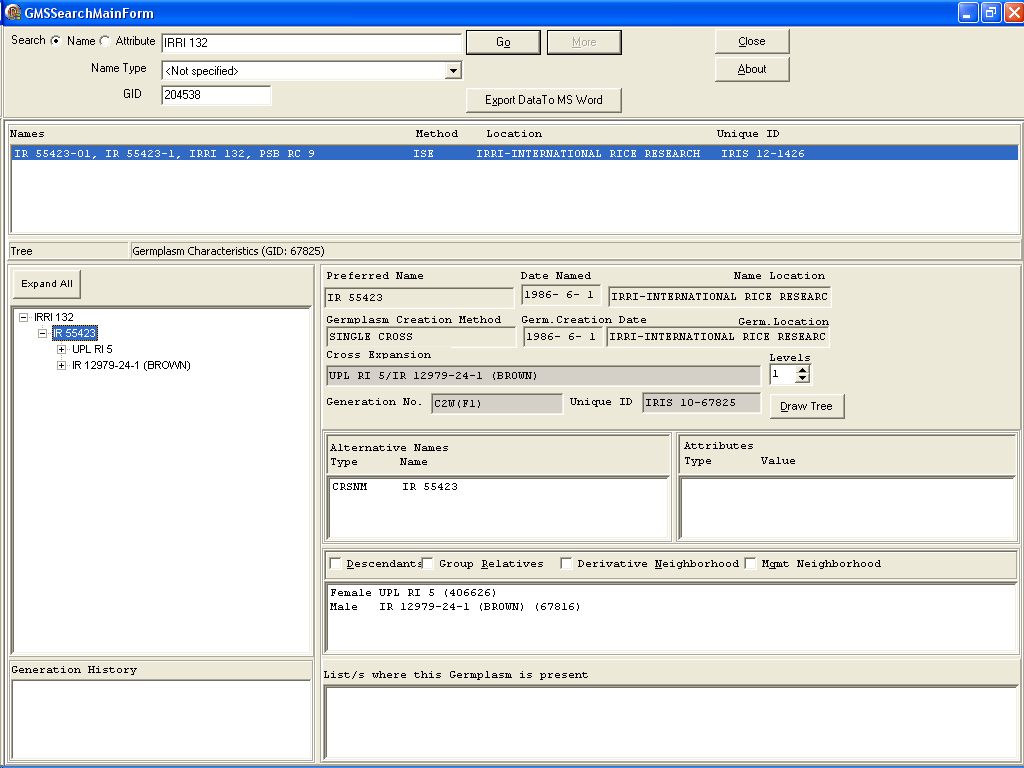 GMSSearchMainForm
Search Name Attribute IRRI 132 Go More Close
Name Type <Not specified> About
GID 204538 Export DataTo MS Word
Names Method Location Unique ID
IR 55423-01, IR 55423-1, IRRI 132, PSB RC 9 ISE IRRI-INTERNATIONAL RICE RESEARCH IRIS 12-1426
Tree Germplasm Characteristics (GID: 67825)
Expand All
IRRI 132
IR 55423
UPL RI 5
IR 12979-24-1 (BROWN)
Preferred Name Date Named Name Location
IR 55423 1986- 6- 1 IRRI-INTERNATIONAL RICE RESEARC
Germplasm Creation Method Germ.Creation Date Germ.Location
SINGLE CROSS 1986- 6- 1 IRRI-INTERNATIONAL RICE RESEARC
Cross Expansion Levels
UPL RI 5/IR 12979-24-1 (BROWN) 1
Generation No. C2W(F1) Unique ID IRIS 10-67825 Draw Tree
Alternative Names
Type Name
CRSNM IR 55423
Attributes
Type Value
Descendants Group Relatives Derivative Neighborhood Mgmt Neighborhood
Female UPL RI 5 (406626)
Male IR 12979-24-1 (BROWN) (67816)
Generation History
List/s where this Germplasm is present